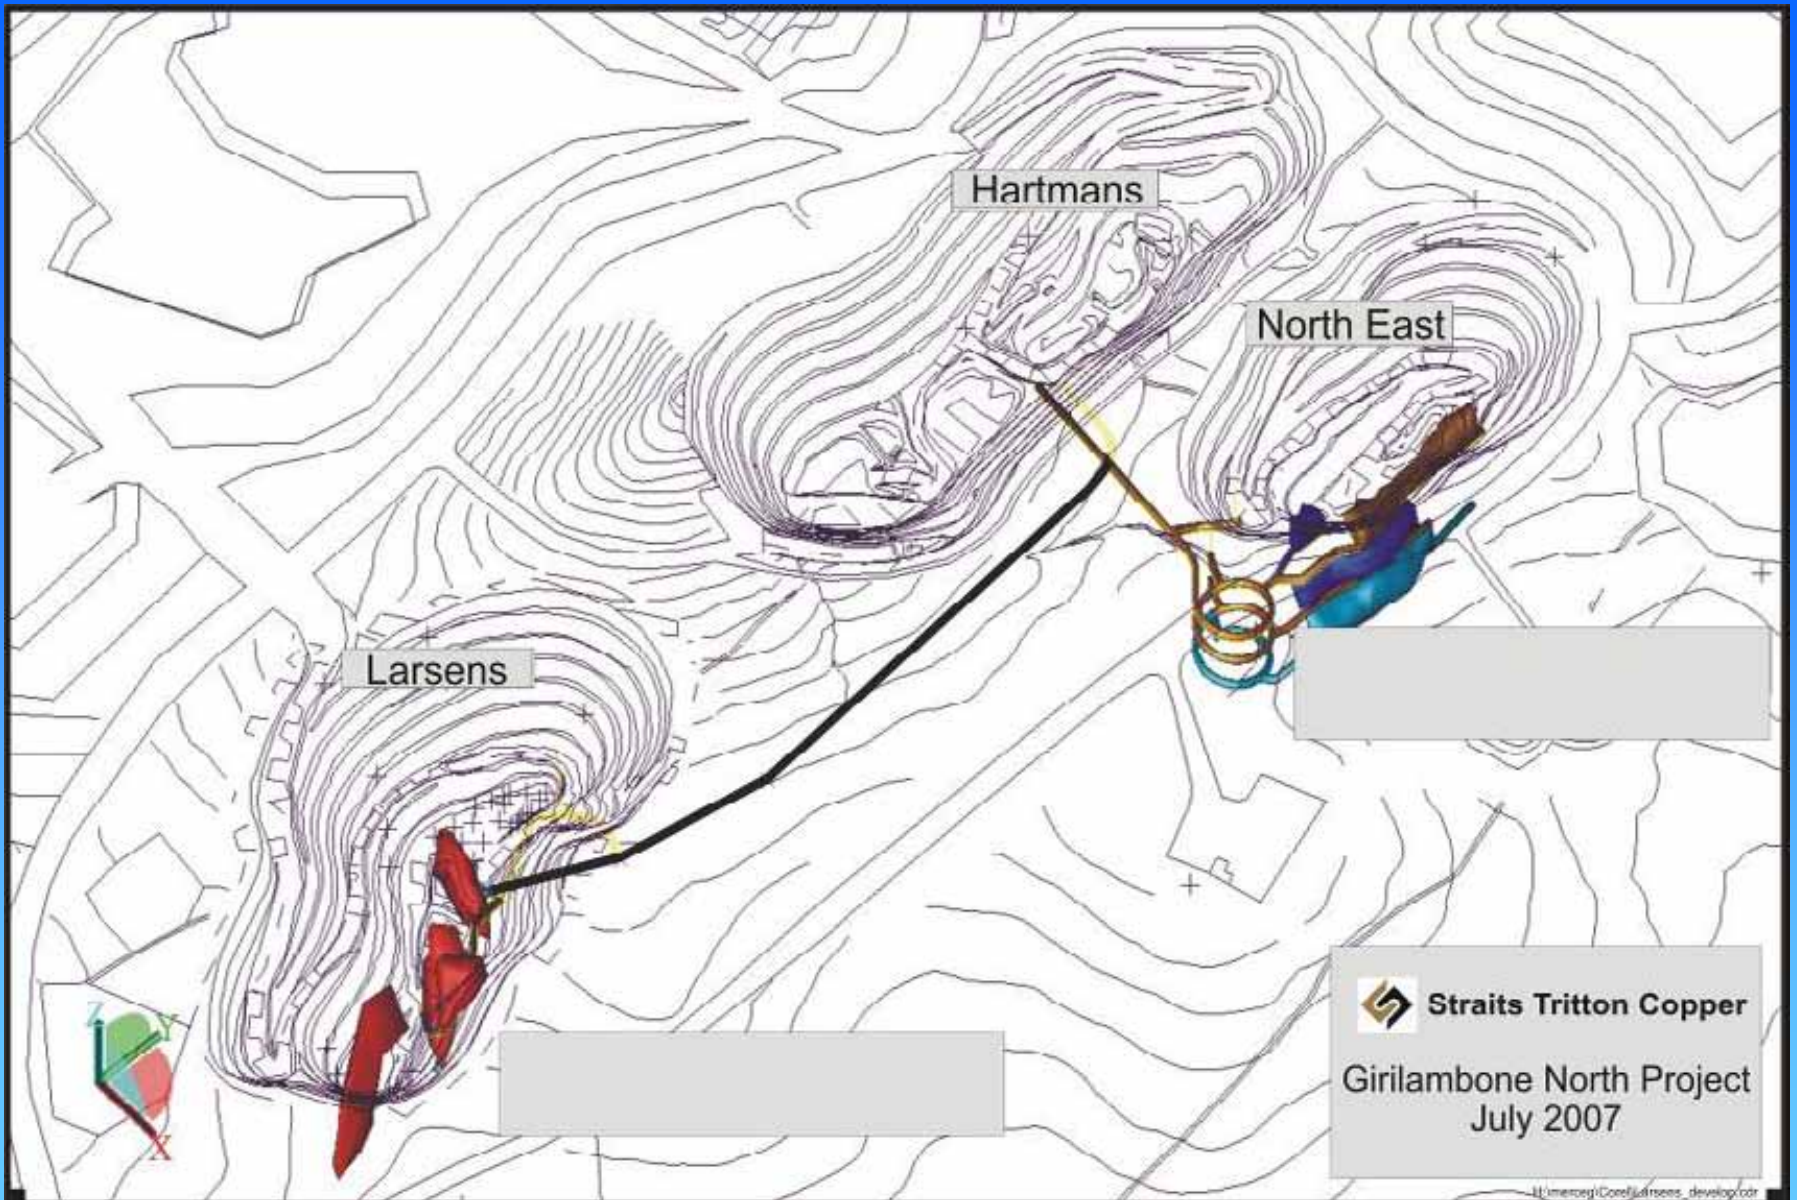 Hartmans
North East
Larsens
Z
Y
X
Straits Tritton Copper
Girilambone North Project
July 2007